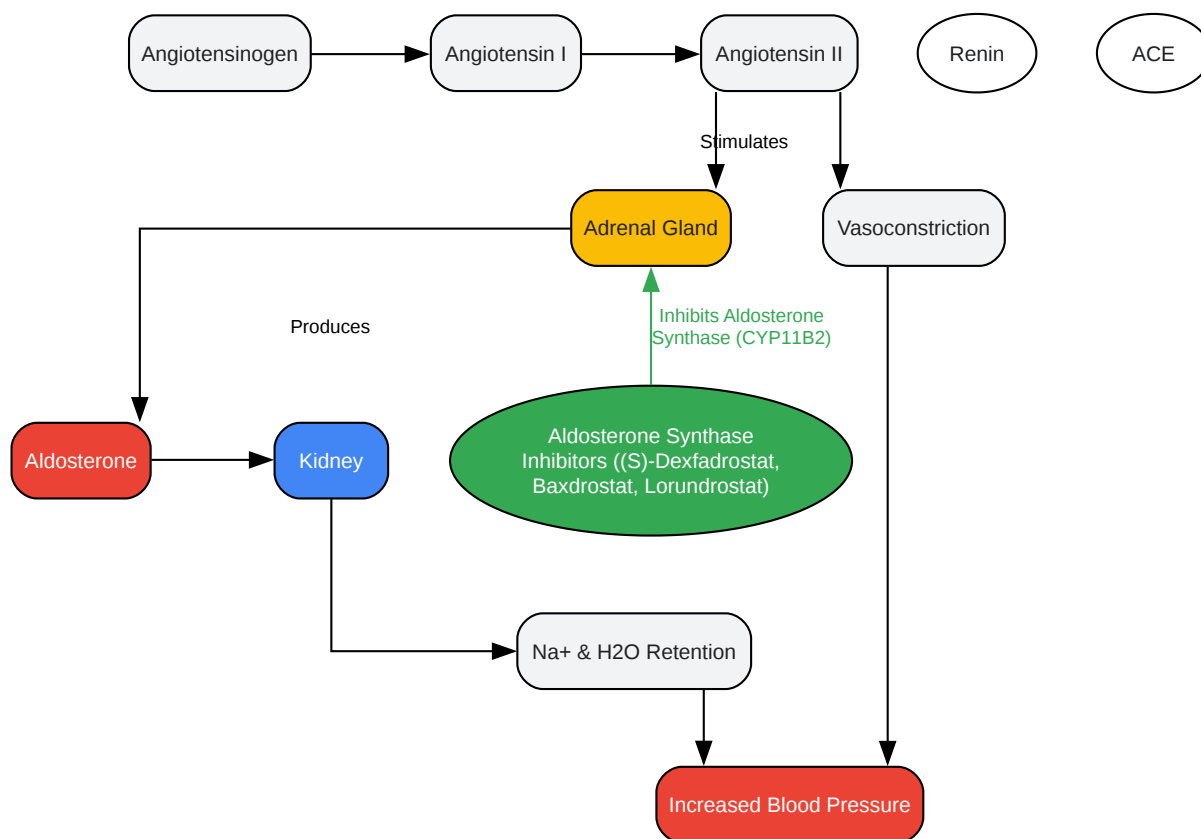 Angiotensinogen
Angiotensin I
Angiotensin II
Renin
ACE
Stimulates
Adrenal Gland
Vasoconstriction
Inhibits Aldosterone
Synthase (CYP11B2)
Produces
Aldosterone
Kidney
Aldosterone Synthase
Inhibitors ((S)-Dexfadrostat,
Baxdrostat, Lorundrostat)
Na+ & H2O Retention
Increased Blood Pressure